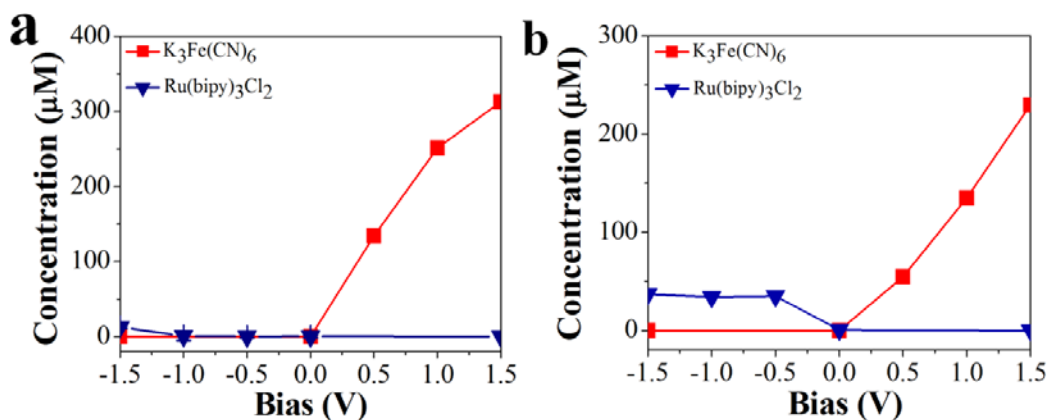 a
K3Fe(CN)6
Ru(bipy)3Cl2
Concentration (μM)
400
300
200
100
0
-1.5 -1.0 -0.5 0.0 0.5 1.0 1.5
Bias (V)
b
K3Fe(CN)6
Ru(bipy)3Cl2
Concentration (μM)
300
200
100
0
-1.5 -1.0 -0.5 0.0 0.5 1.0 1.5
Bias (V)